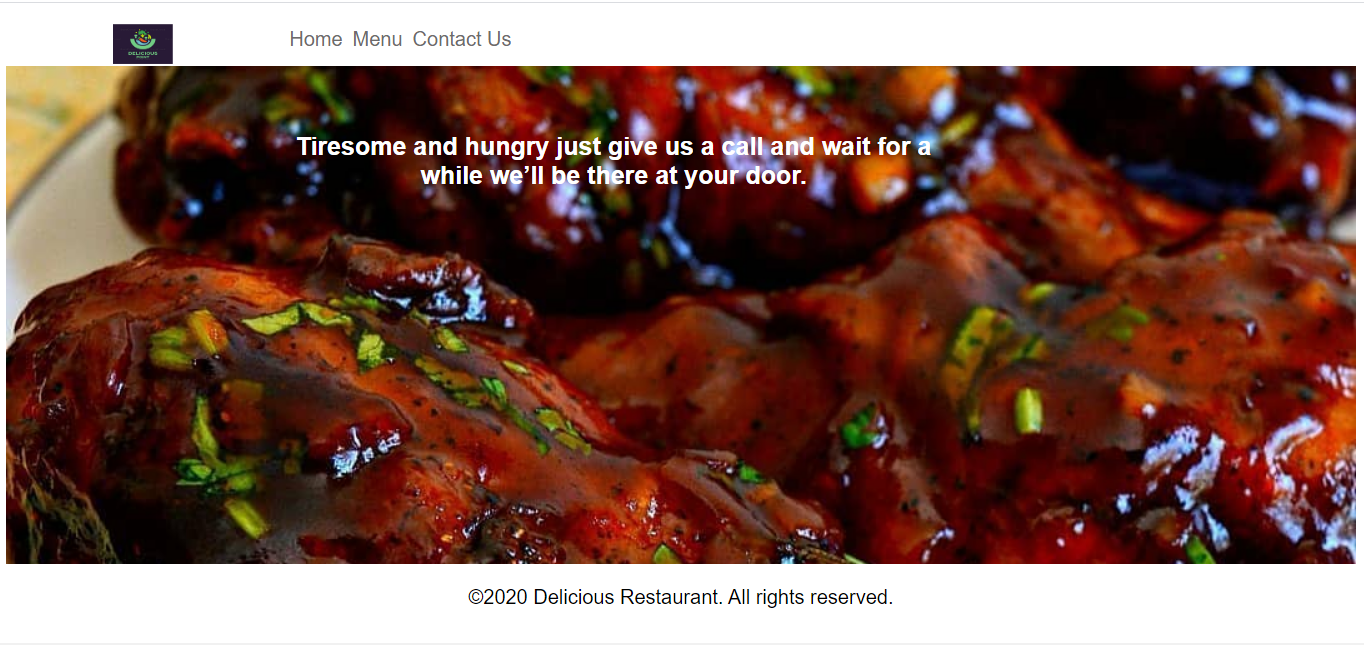 DELICIOUS
Home Menu Contact Us
Tiresome and hungry just give us a call and wait for a
while we’ll be there at your door.
©2020 Delicious Restaurant. All rights reserved.